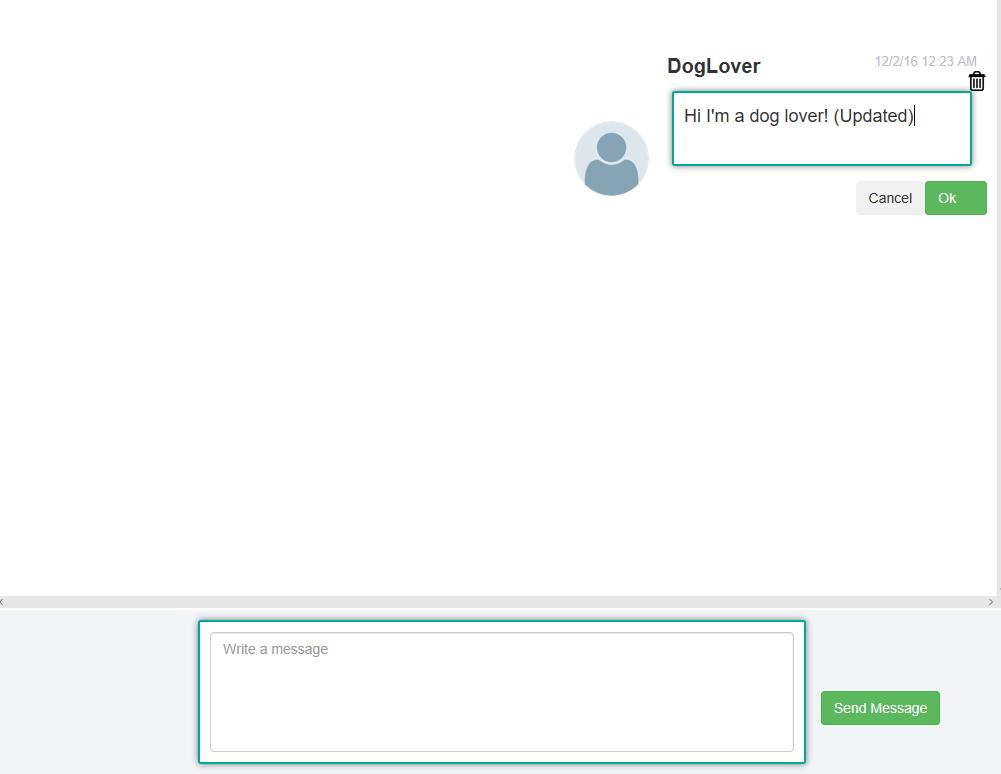 DogLover
12/2/16 12:23 AM
Hi I'm a dog lover! (Updated)
Cancel
Ok
Write a message
Send Message